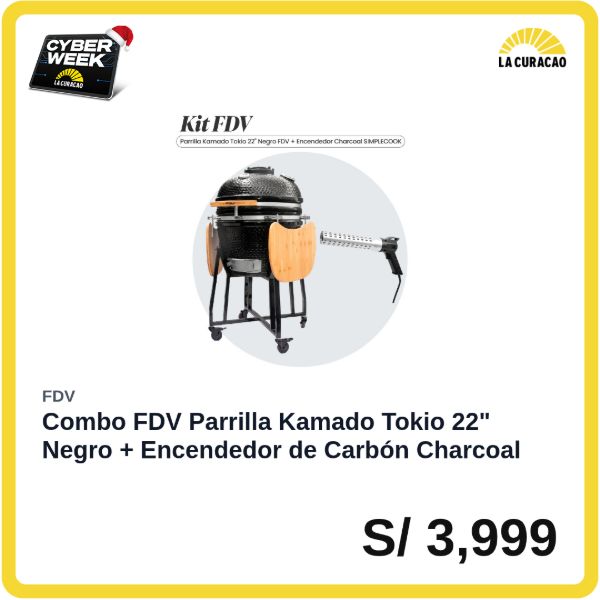 CYBER
WEEK
LA CURACAO
LA CURACAO
Kit FDV
Parrilla Kamado Tokio 22" Negro FDV + Encendedor Charcoal SIMPLECOOK
FDV
Combo FDV Parrilla Kamado Tokio 22"
Negro + Encendedor de Carbón Charcoal
S/ 3,999